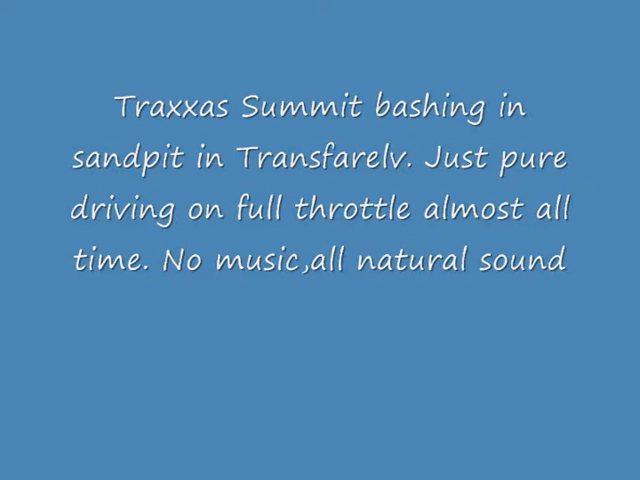 Traxxas Summit bashing in
sandpit in Transfarelv. Just pure
driving on full throttle almost all
time. No music,all natural sound